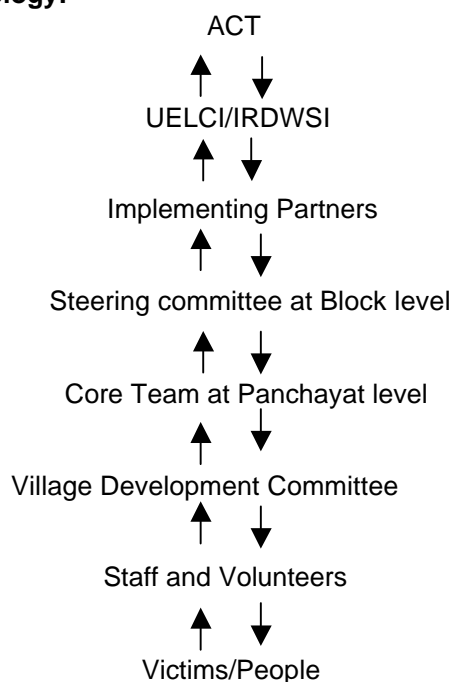 ACT
UELCI/IRDWSI
Implementing Partners
Steering committee at Block level
Core Team at Panchayat level
Village Development Committee
Staff and Volunteers
Victims/People